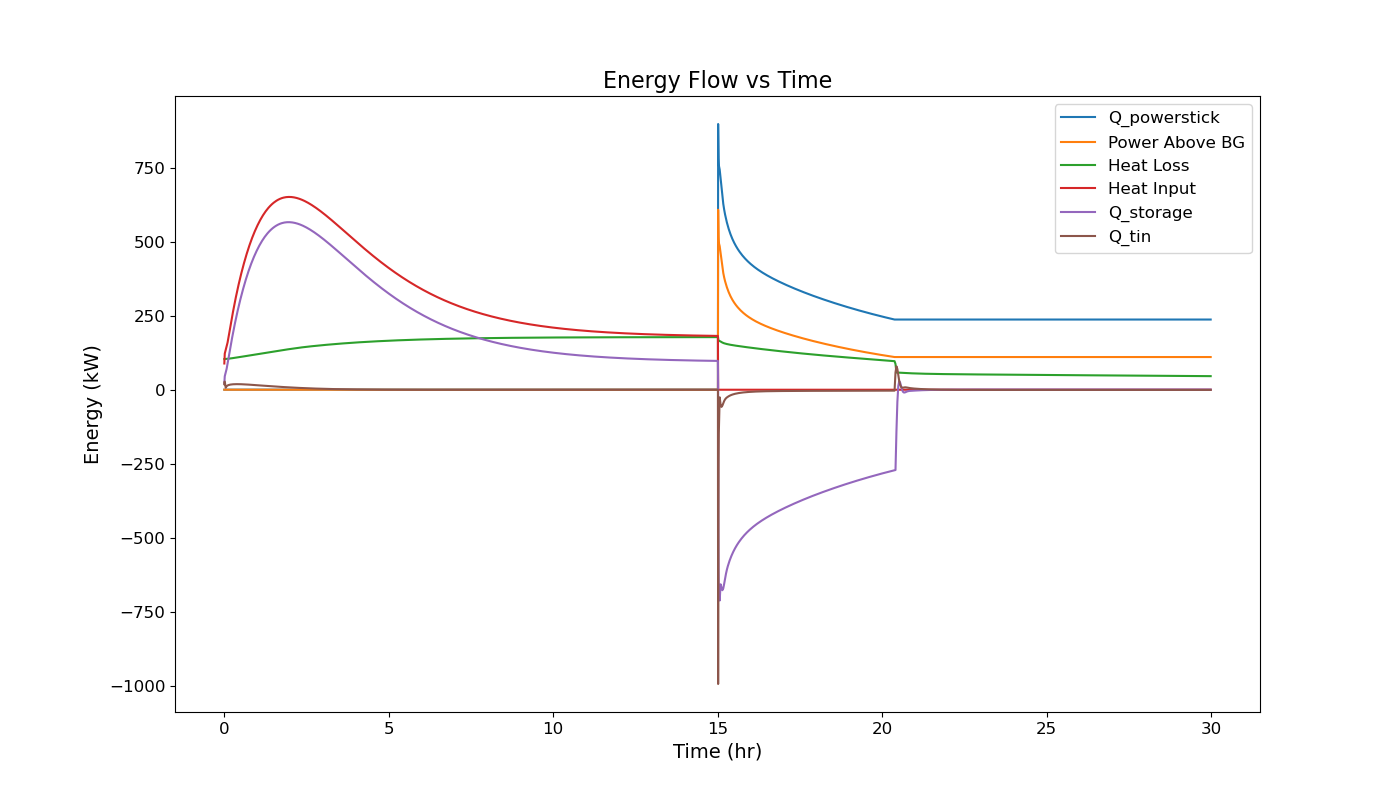 Energy Flow vs Time
Energy (kW)
750
500
250
0
−250
−500
−750
−1000
Q_powerstick
Power Above BG
Heat Loss
Heat Input
Q_storage
Q_tin
0 5 10 15 20 25 30
Time (hr)